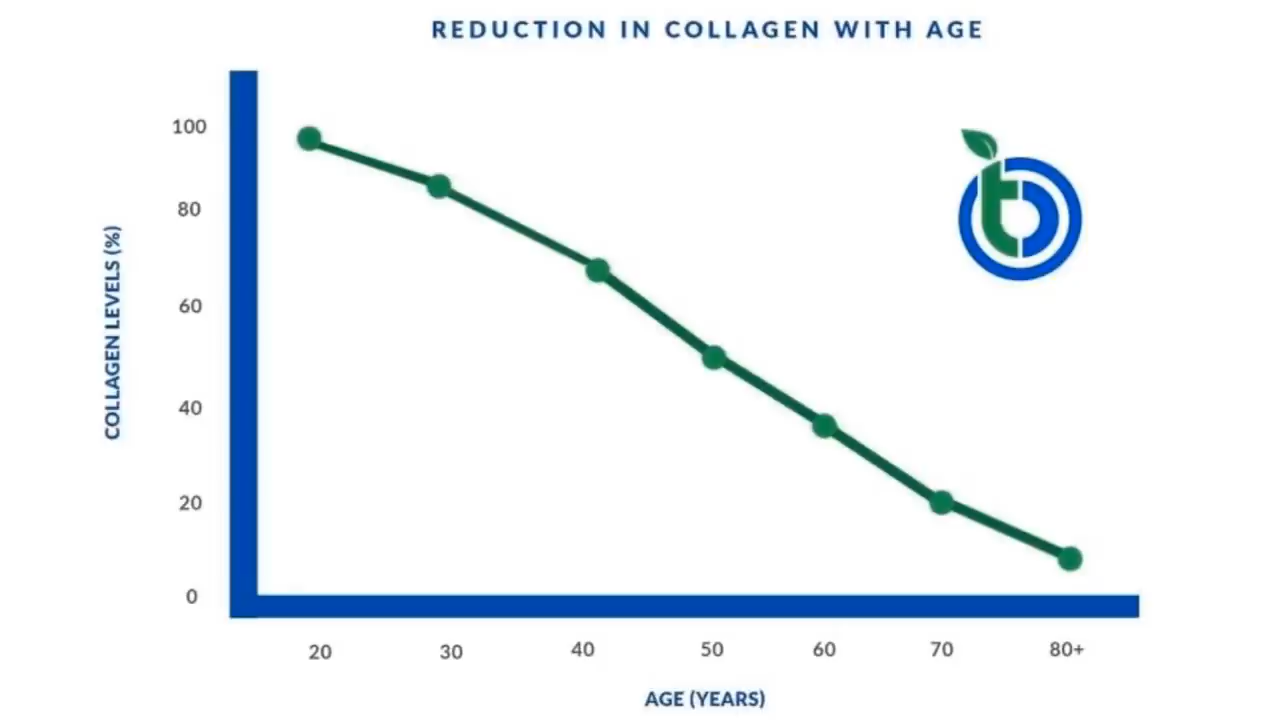 REDUCTION IN COLLAGEN WITH AGE
100
80
60
40
20
0
COLLAGEN LEVELS (%)
20 30 40 50 60 70 80+
AGE (YEARS)